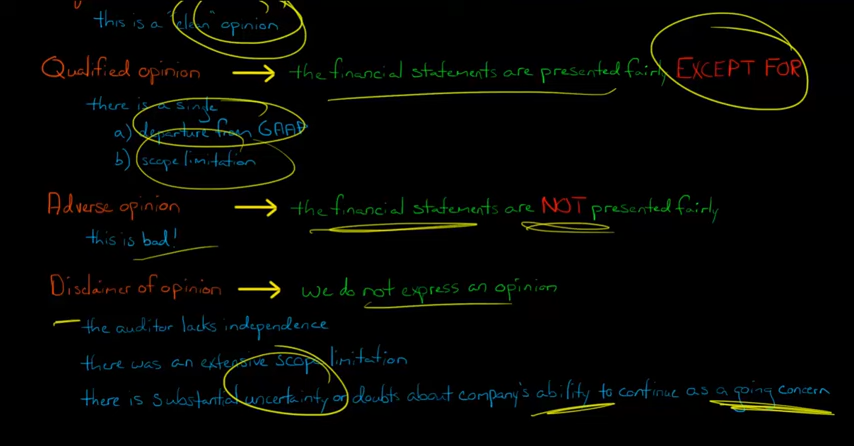 this is a "clean" opinion
Qualified opinion → the financial statements are presented fairly EXCEPT FOR
there is a single
a) departure from GAAP
b) scope limitation
Adverse opinion → the financial statements are NOT presented fairly
this is bad!
Disclaimer of opinion → we do not express an opinion
the auditor lacks independence
there was an extensive scope limitation
there is substantial uncertainty or doubts about company's ability to continue as a going concern